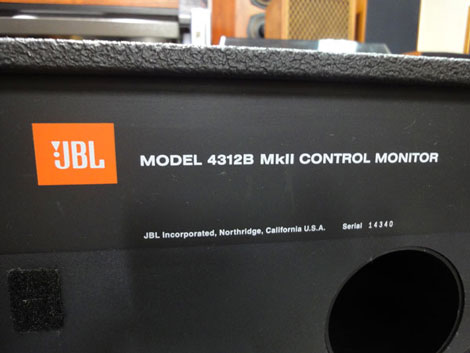 JBL
MODEL 4312B MkII CONTROL MONITOR
JBL Incorporated, Northridge, California U.S.A. Serial 14340